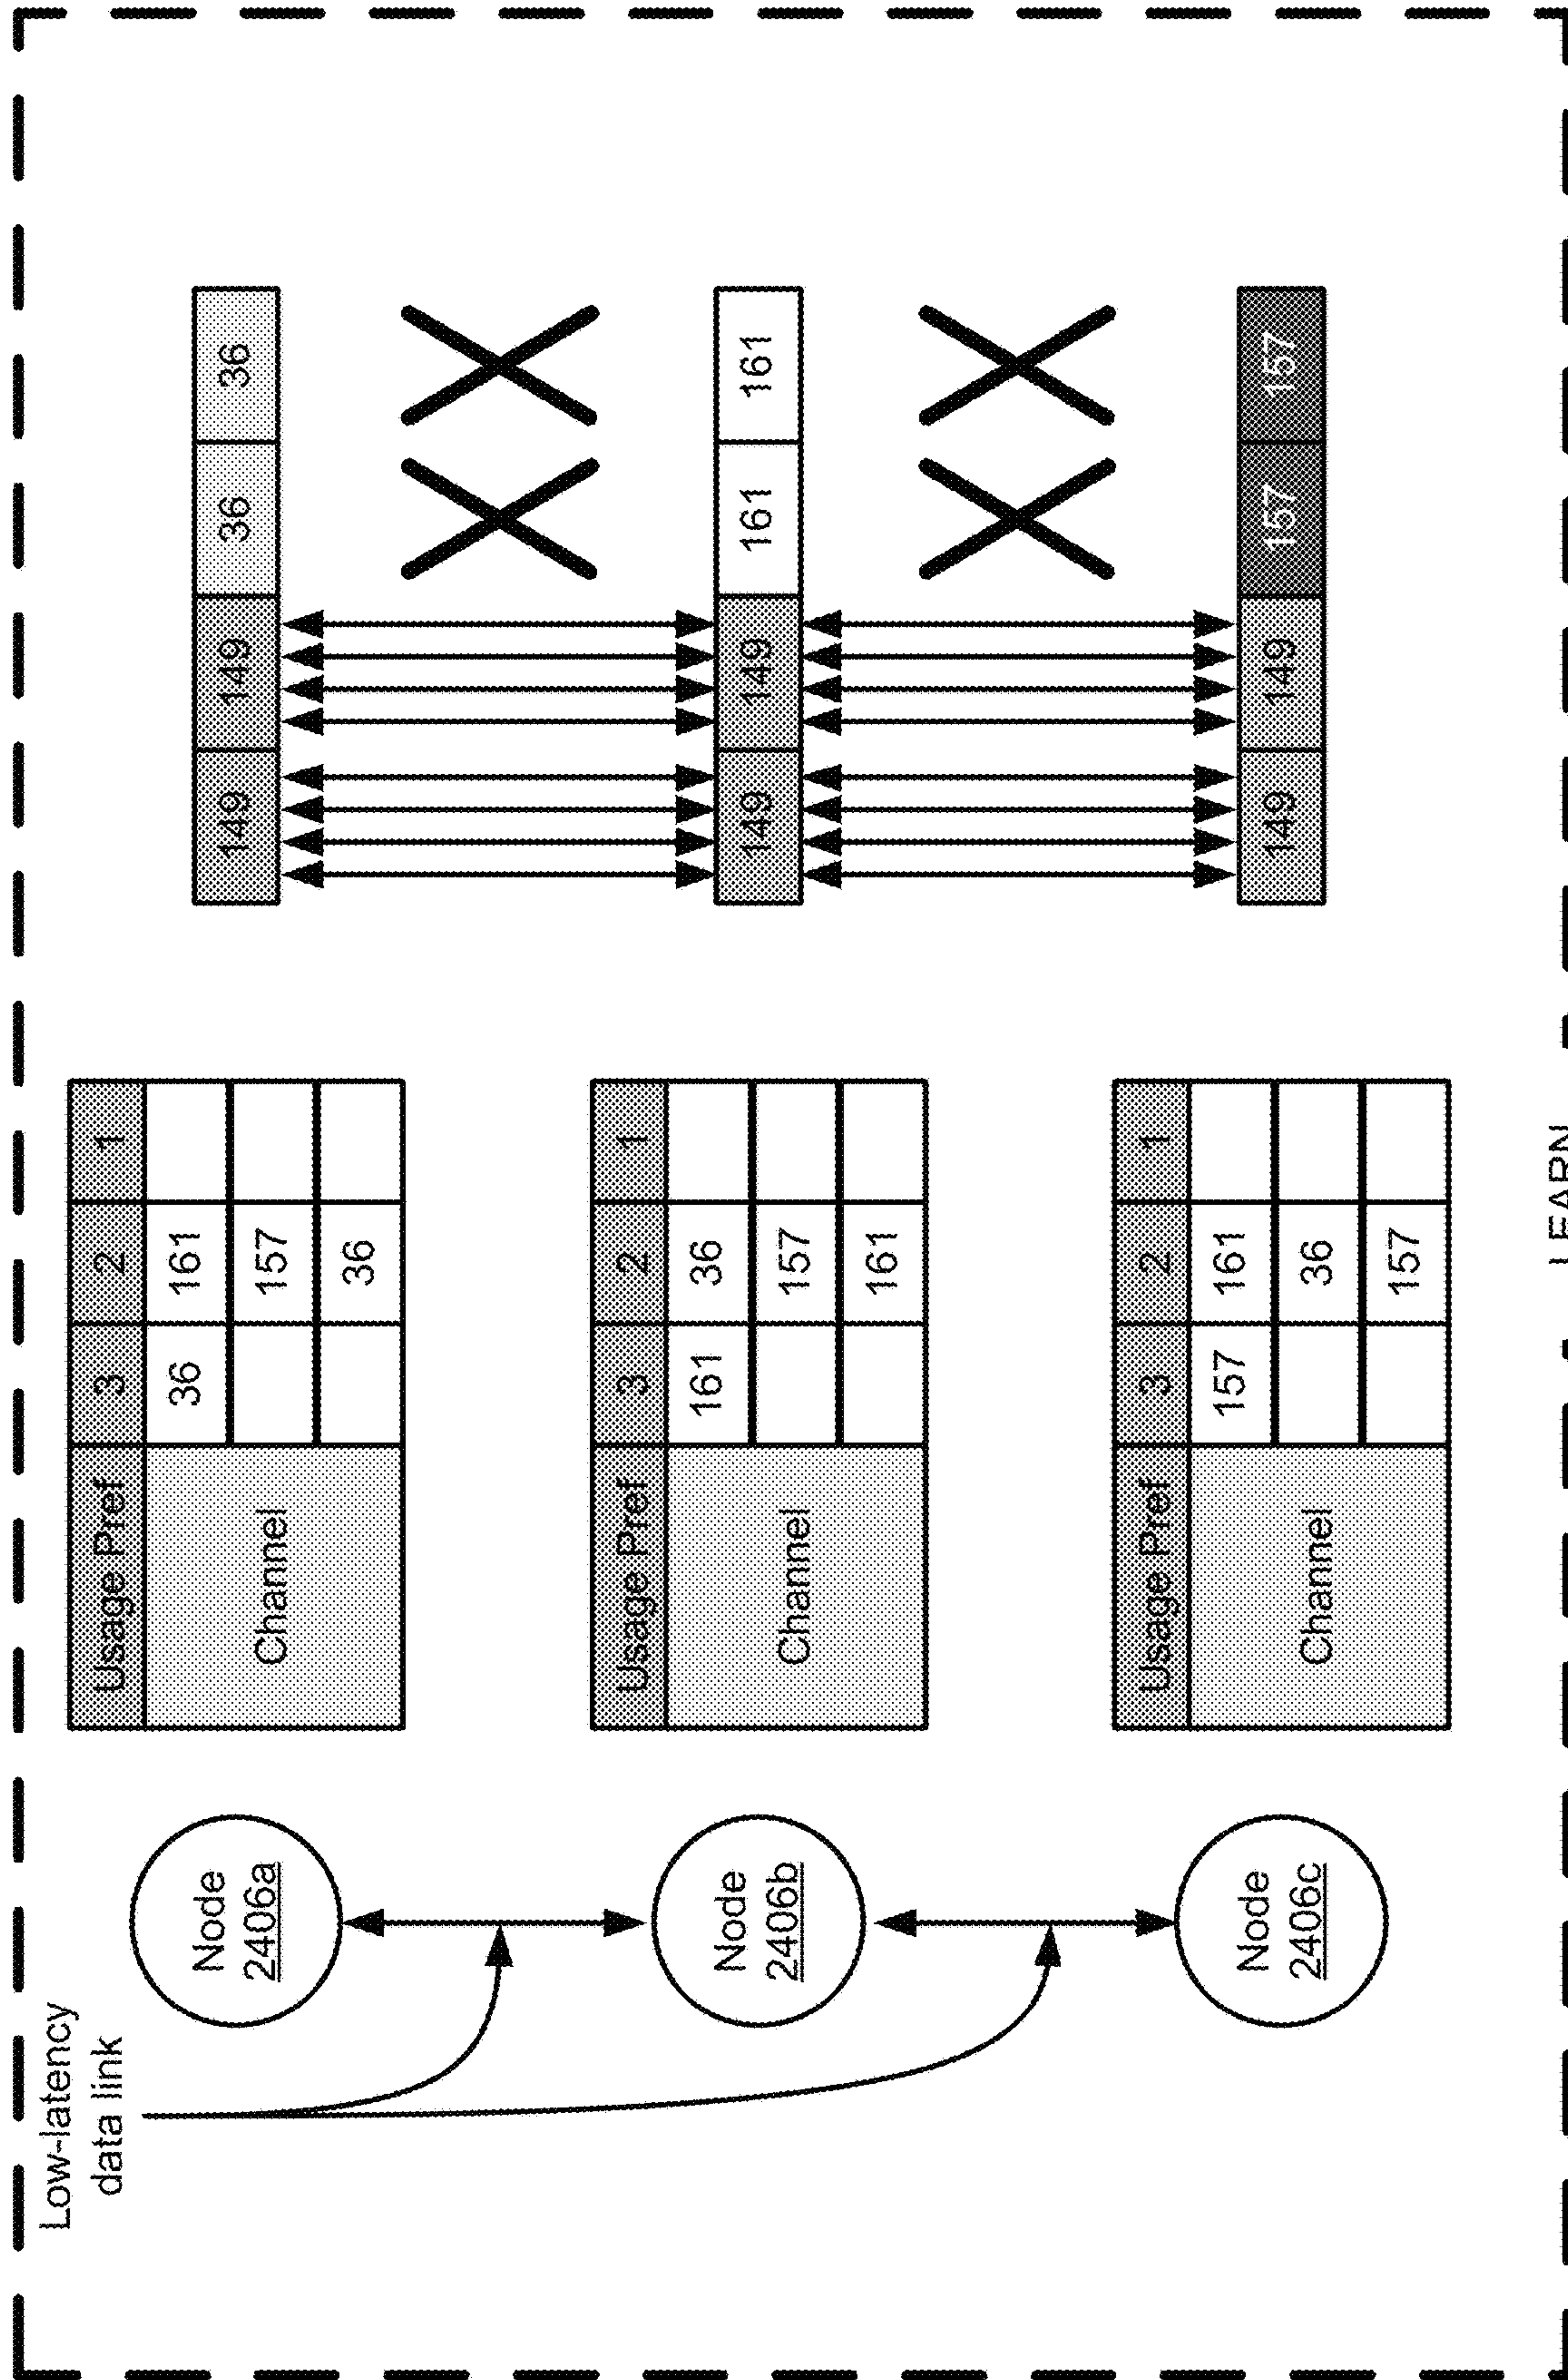 Low-latency
data link
Node
2406a
Usage Pref 3 2 1
36 161
Channel 157
36
149 149 36 36
Node
2406b
Usage Pref 3 2 1
161 36
Channel 157
161
149 149 161 161
Node
2406c
Usage Pref 3 2 1
157 161
Channel 36
157
149 149 157 157
LEARN